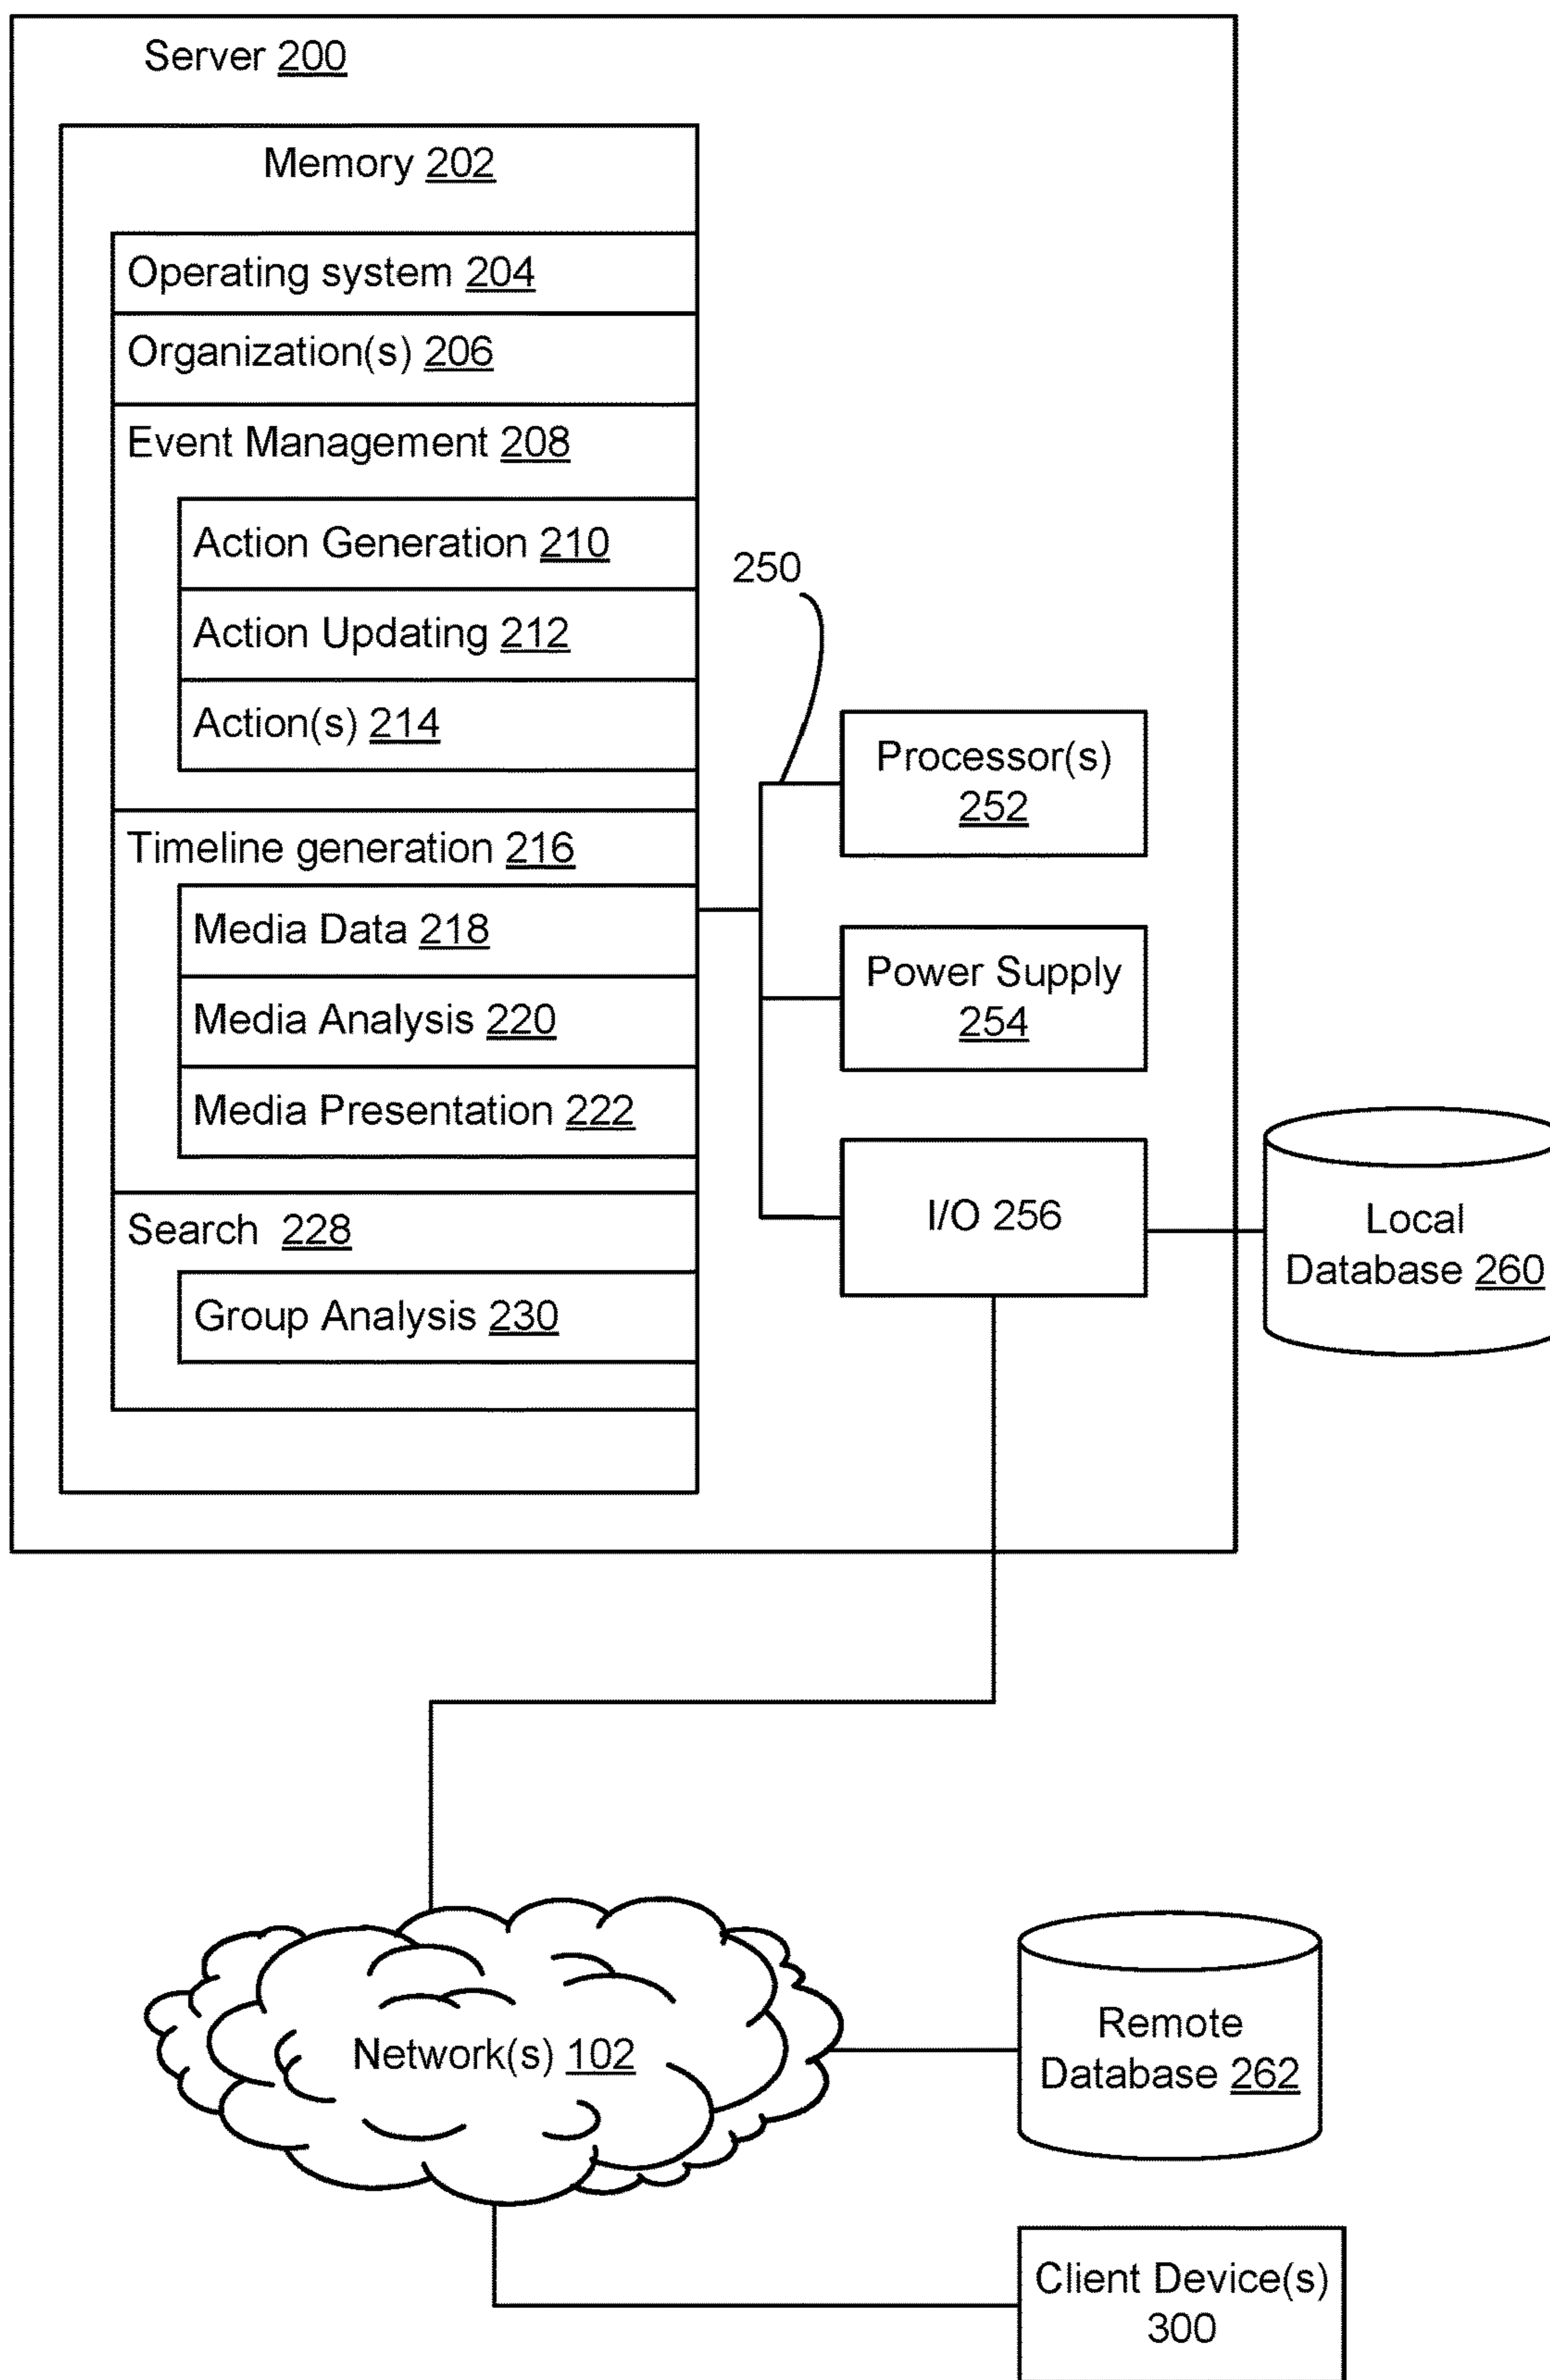 Server 200
Memory 202
Operating system 204
Organization(s) 206
Event Management 208
Action Generation 210
Action Updating 212
Action(s) 214
Timeline generation 216
Media Data 218
Media Analysis 220
Media Presentation 222
Search 228
Group Analysis 230
250
Processor(s)
252
Power Supply
254
I/O 256
Local
Database 260
Network(s) 102
Remote
Database 262
Client Device(s)
300